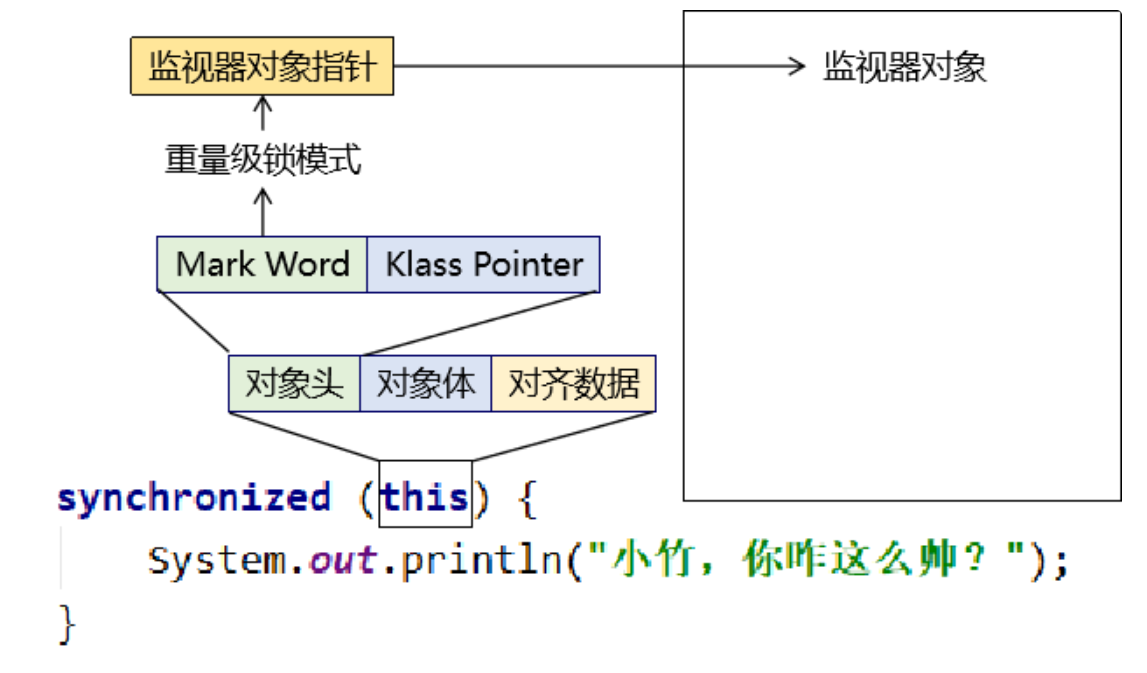 监视器对象指针
监视器对象
重量级锁模式
Mark Word
Klass Pointer
对象头
对象体
对齐数据
synchronized (this) {
System.out.println("小竹，你咋这么帅？");
}